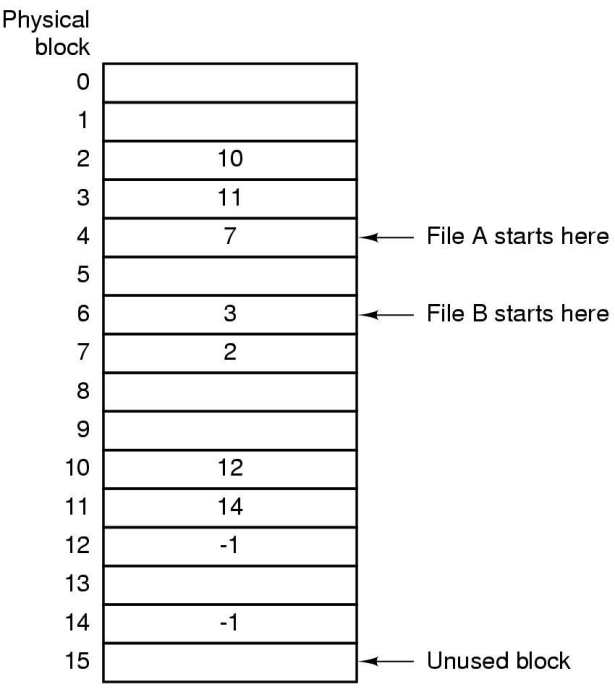 Physical
block
0
1
2 10
3 11
4 7 File A starts here
5
6 3 File B starts here
7 2
8
9
10 12
11 14
12 -1
13
14 -1
15 Unused block